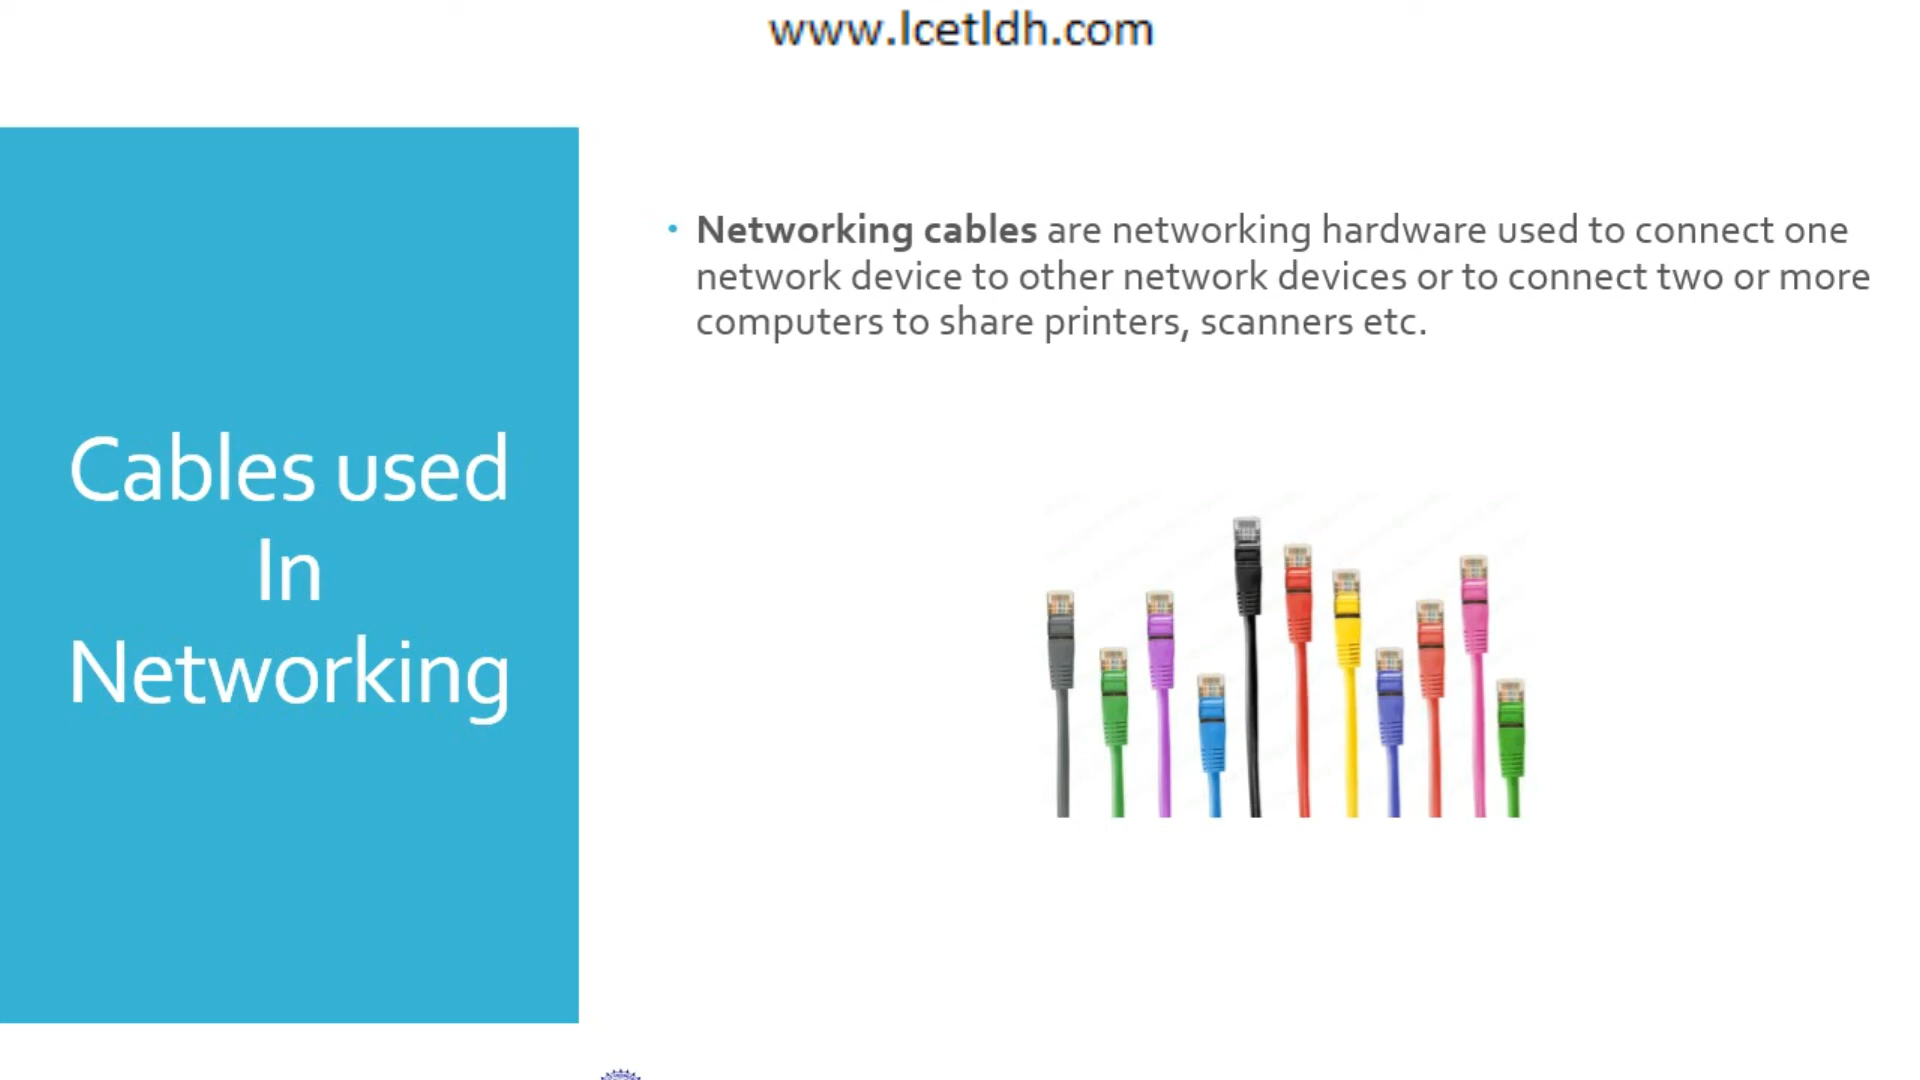 www.lcetldh.com
Cables used
In
Networking
• Networking cables are networking hardware used to connect one
network device to other network devices or to connect two or more
computers to share printers, scanners etc.